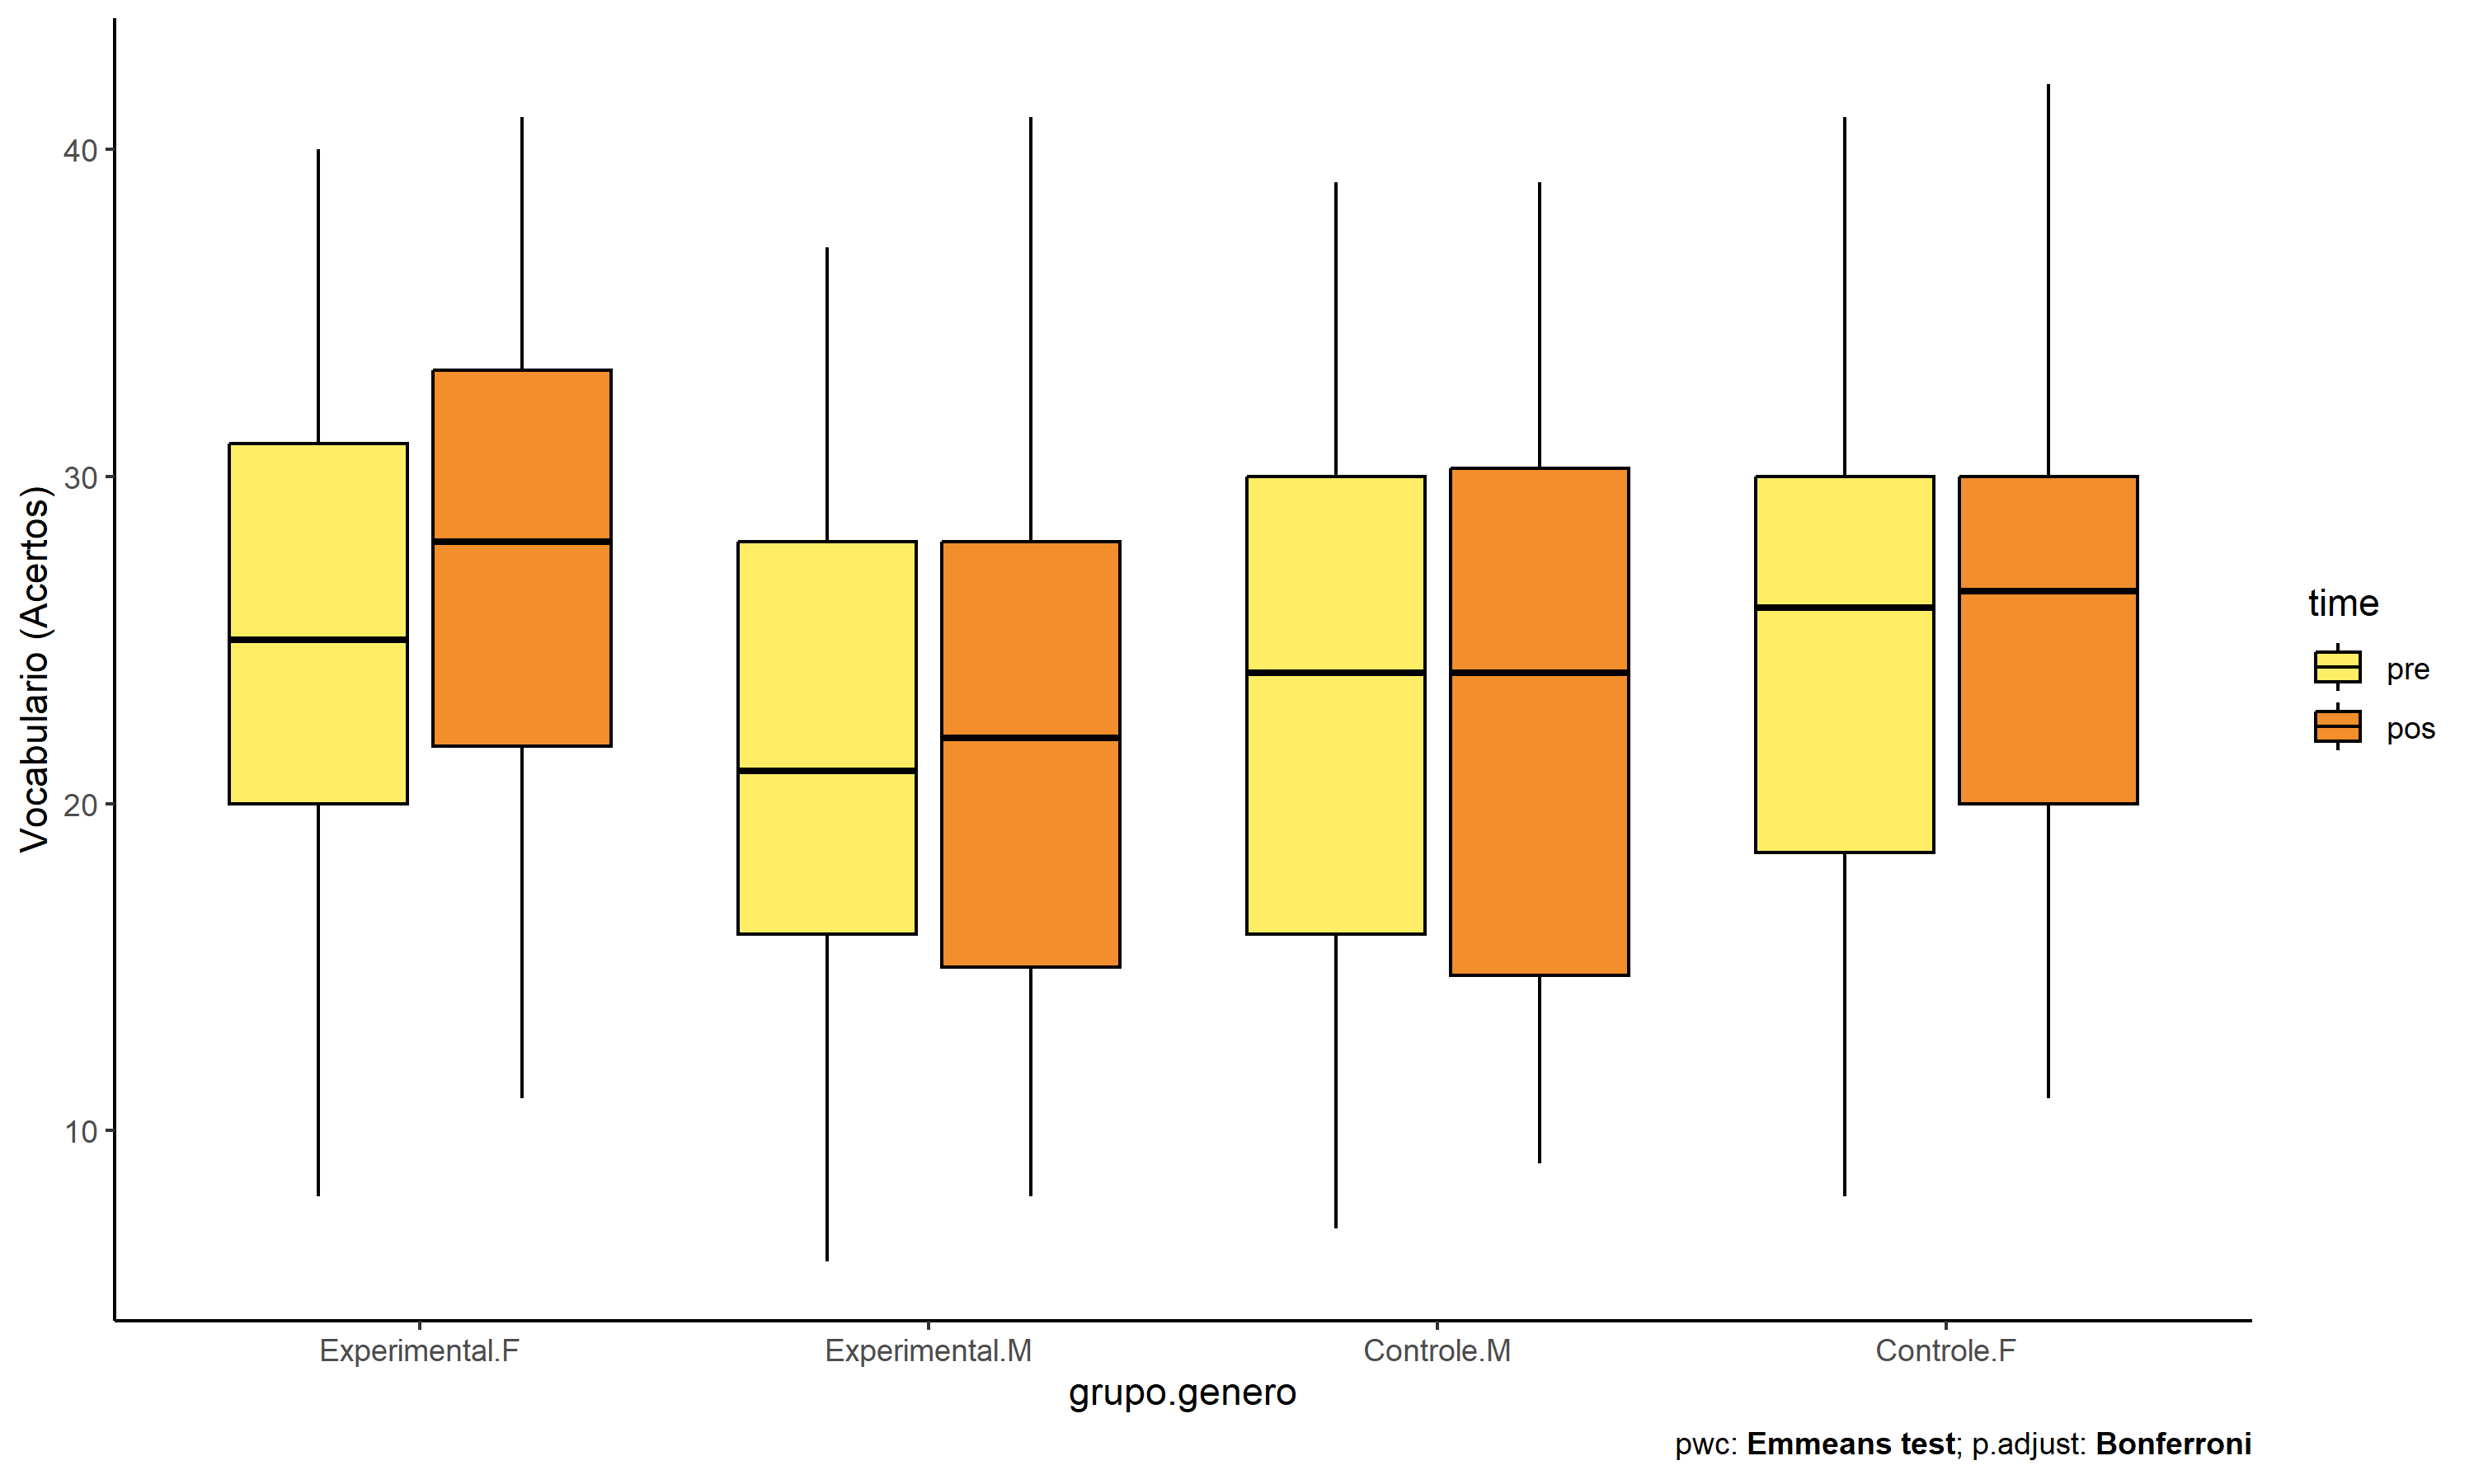 Vocabulario (Acertos)
40
30
20
10
Experimental.F
Experimental.M
Controle.M
Controle.F
grupo.genero
time
pre
pos
pwc: Emmeans test; p.adjust: Bonferroni